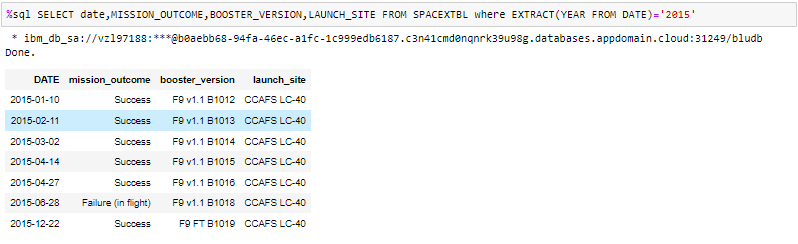 %sql SELECT date,MISSION_OUTCOME,BOOSTER_VERSION,LAUNCH_SITE FROM SPACEXTBL where EXTRACT(YEAR FROM DATE)='2015'
* ibm_db_sa://vzl97188:***@b0aebb68-94fa-46ec-a1fc-1c999edb6187.c3n41cmd0nqnrk39u98g.databases.appdomain.cloud:31249/bludb
Done.
DATE mission_outcome booster_version launch_site
2015-01-10 Success F9 v1.1 B1012 CCAFS LC-40
2015-02-11 Success F9 v1.1 B1013 CCAFS LC-40
2015-03-02 Success F9 v1.1 B1014 CCAFS LC-40
2015-04-14 Success F9 v1.1 B1015 CCAFS LC-40
2015-04-27 Success F9 v1.1 B1016 CCAFS LC-40
2015-06-28 Failure (in flight) F9 v1.1 B1018 CCAFS LC-40
2015-12-22 Success F9 FT B1019 CCAFS LC-40